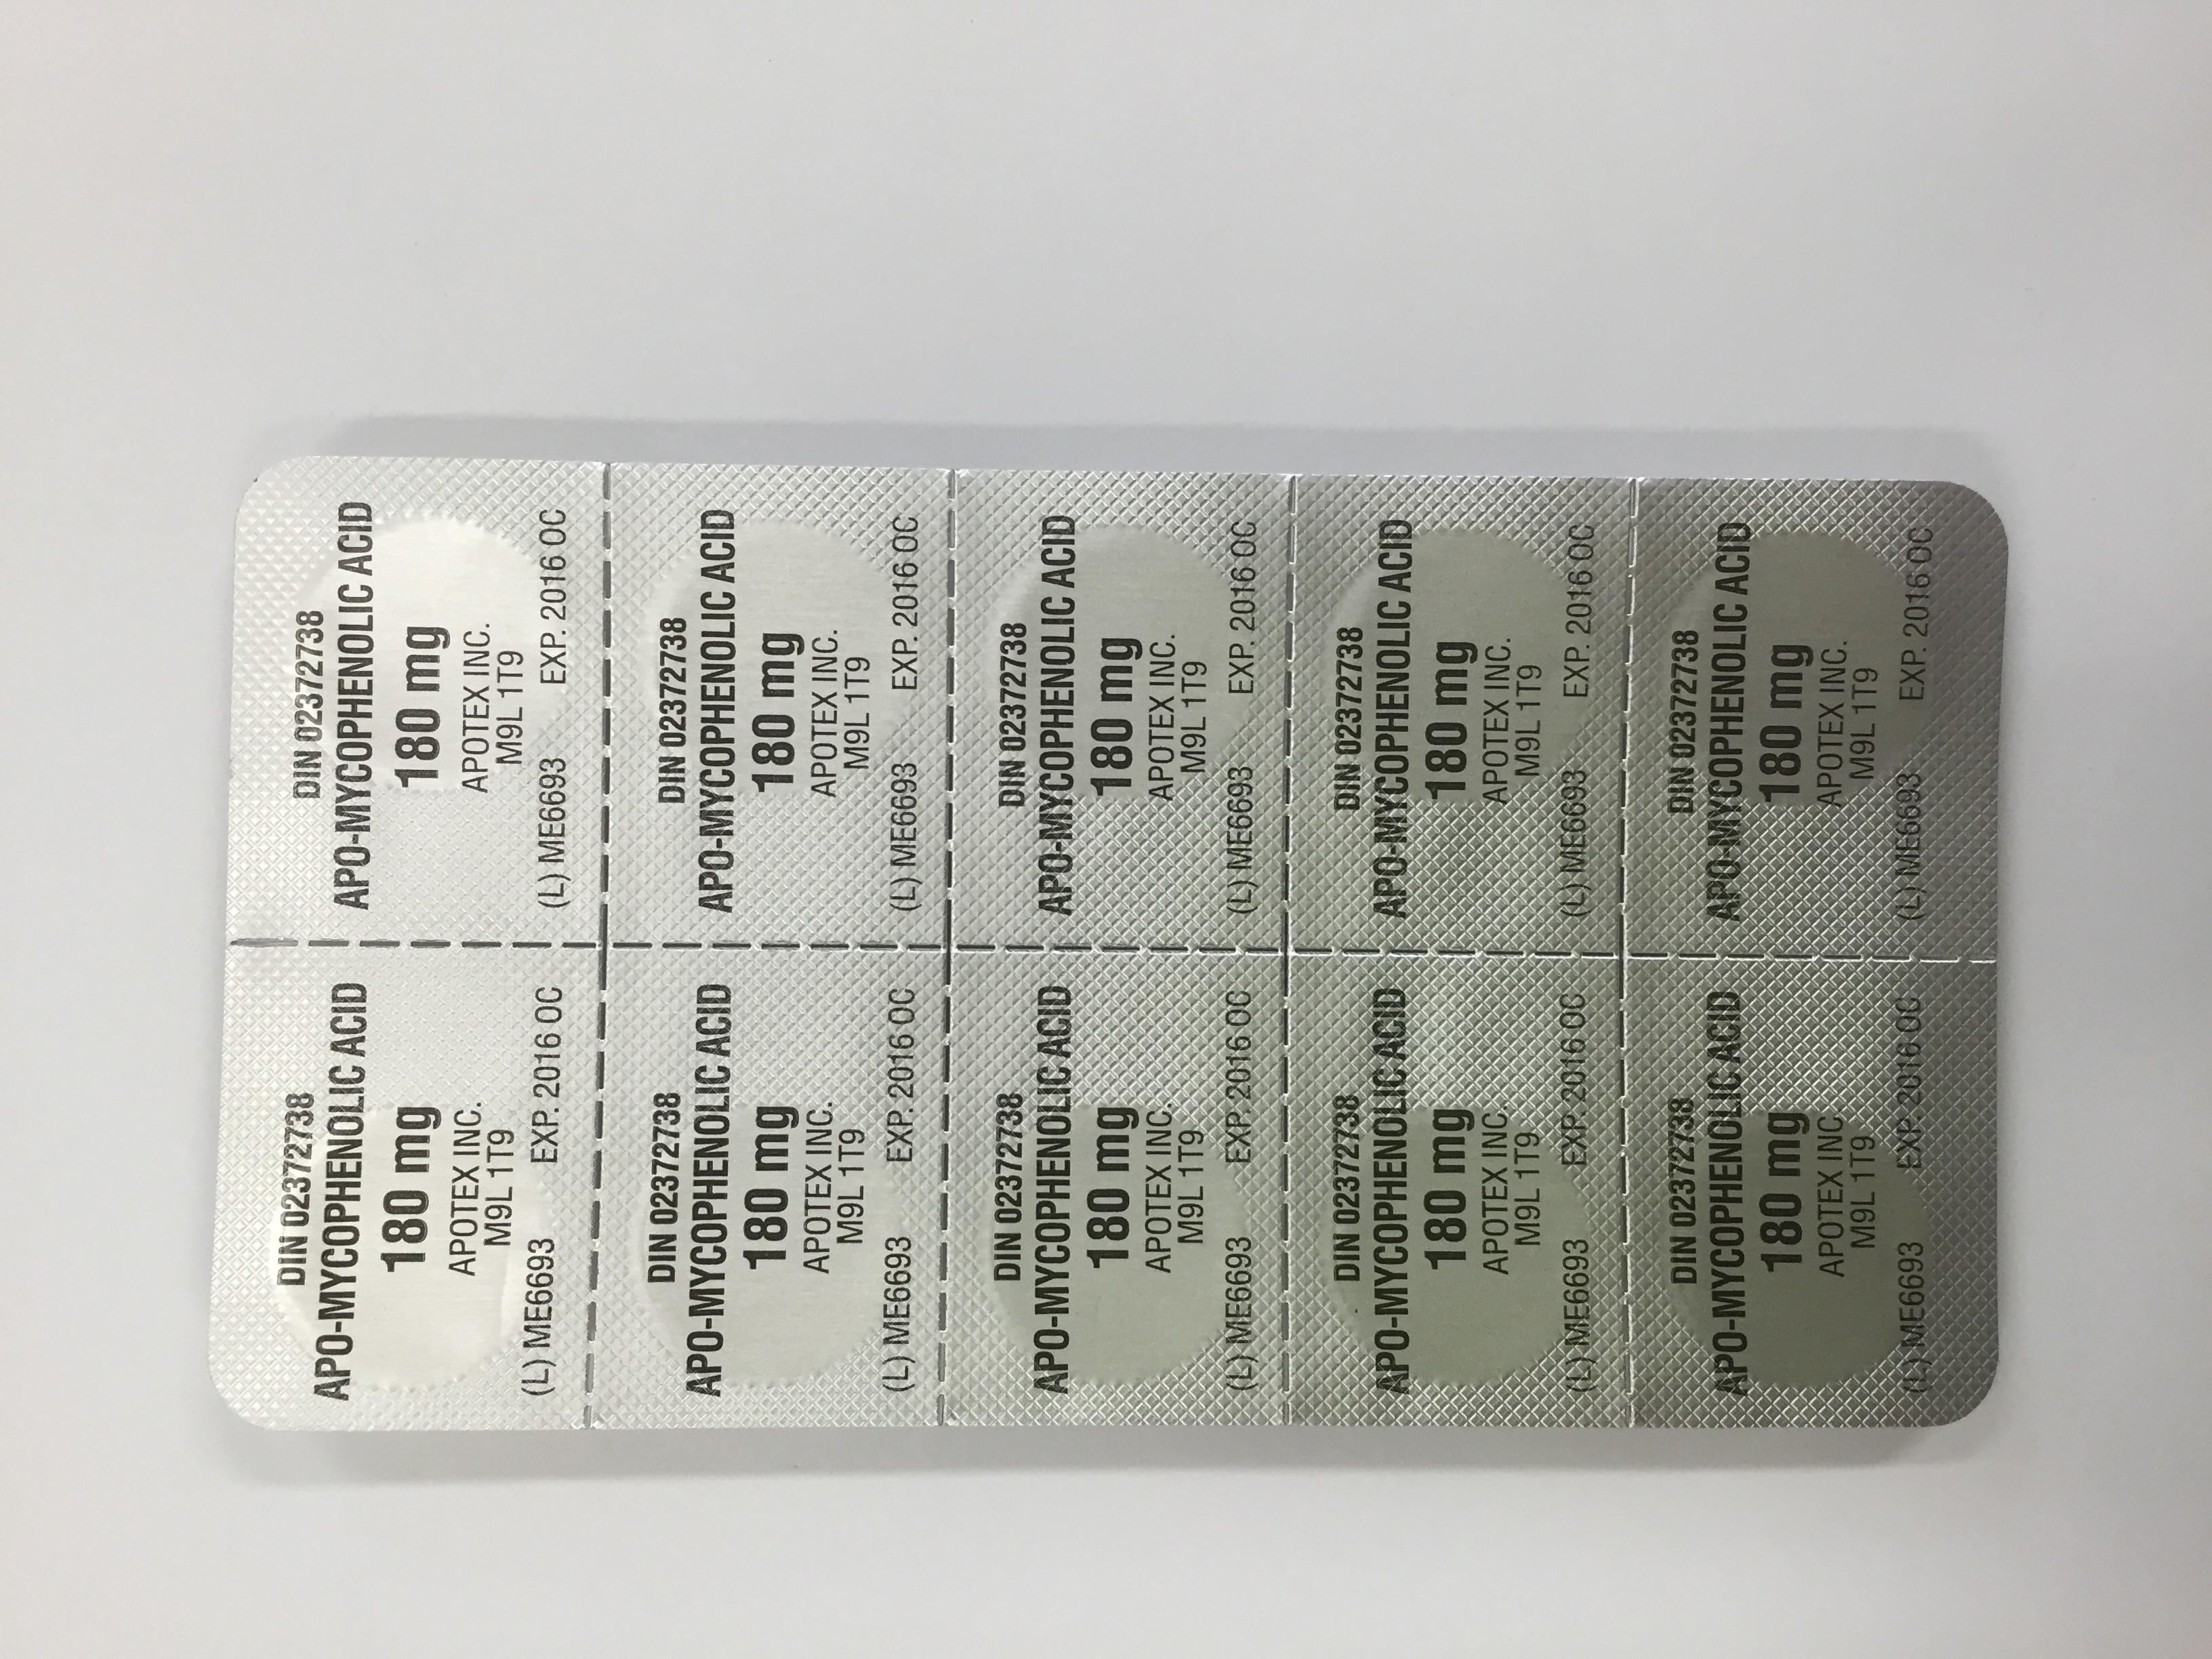 DIN 02372738
APO-MYCOPHENOLIC ACID
180 mg
APOTEX INC.
M9L 1T9
(L) ME6693 EXP. 2016 OC
DIN 02372738
APO-MYCOPHENOLIC ACID
180 mg
APOTEX INC.
M9L 1T9
(L) ME6693 EXP. 2016 OC
DIN 02372738
APO-MYCOPHENOLIC ACID
180 mg
APOTEX INC.
M9L 1T9
(L) ME6693 EXP. 2016 OC
DIN 02372738
APO-MYCOPHENOLIC ACID
180 mg
APOTEX INC.
M9L 1T9
(L) ME6693 EXP. 2016 OC
DIN 02372738
APO-MYCOPHENOLIC ACID
180 mg
APOTEX INC.
M9L 1T9
(L) ME6693 EXP. 2016 OC
DIN 02372738
APO-MYCOPHENOLIC ACID
180 mg
APOTEX INC.
M9L 1T9
(L) ME6693 EXP. 2016 OC
DIN 02372738
APO-MYCOPHENOLIC ACID
180 mg
APOTEX INC.
M9L 1T9
(L) ME6693 EXP. 2016 OC
DIN 02372738
APO-MYCOPHENOLIC ACID
180 mg
APOTEX INC.
M9L 1T9
(L) ME6693 EXP. 2016 OC
DIN 02372738
APO-MYCOPHENOLIC ACID
180 mg
APOTEX INC
M9L 1T9
(L) ME6693 EXP. 2016 OC
DIN 02372738
APO-MYCOPHENOLIC ACID
180 mg
APOTEX INC.
M9L 1T9
(L) ME6693 EXP. 2016 OC